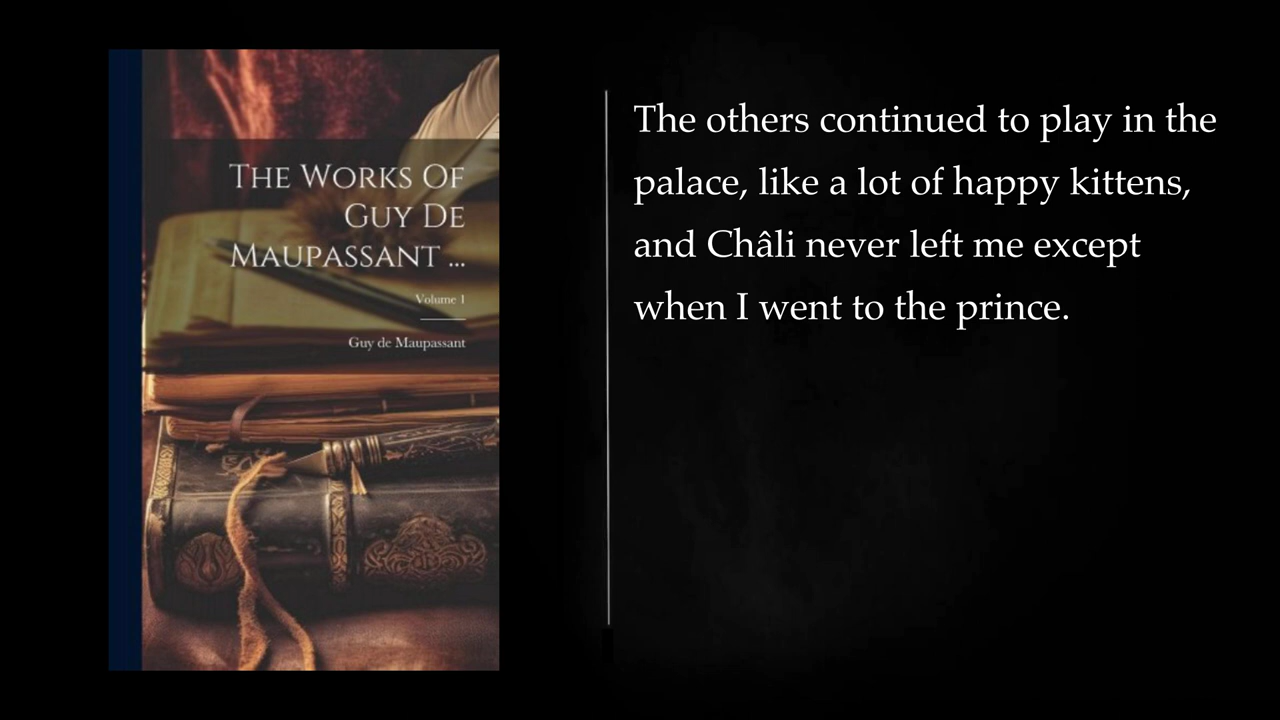 The Works Of
Guy De
Maupassant ...
Volume 1
Guy de Maupassant
The others continued to play in the
palace, like a lot of happy kittens,
and Châli never left me except
when I went to the prince.